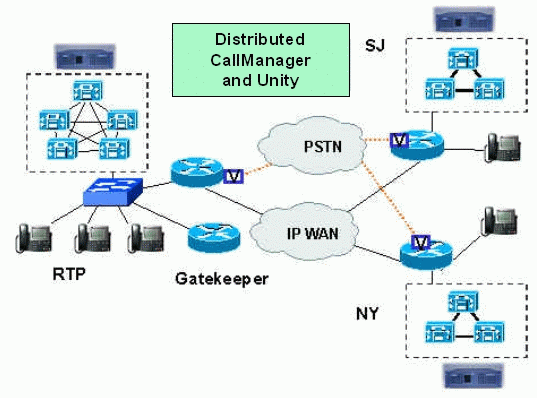 Distributed
CallManager
and Unity
SJ
PSTN
V
V
V
IP WAN
RTP
Gatekeeper
NY